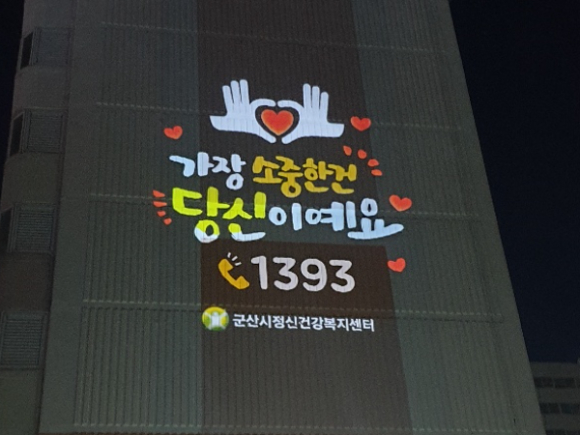 가장 소중한건
당신이예요
1393
군산시정신건강복지센터